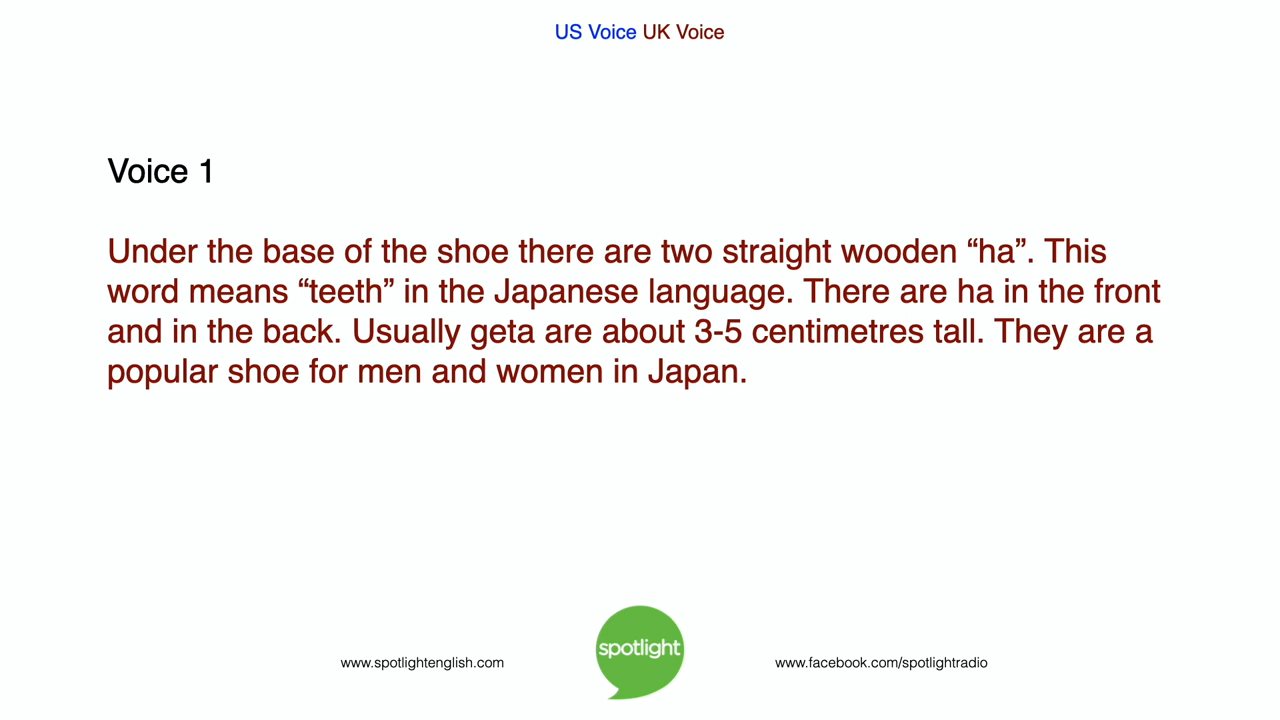 US Voice UK Voice
Voice 1
Under the base of the shoe there are two straight wooden “ha”. This
word means “teeth” in the Japanese language. There are ha in the front
and in the back. Usually geta are about 3-5 centimetres tall. They are a
popular shoe for men and women in Japan.
www.spotlightenglish.com
spotlight
www.facebook.com/spotlightradio